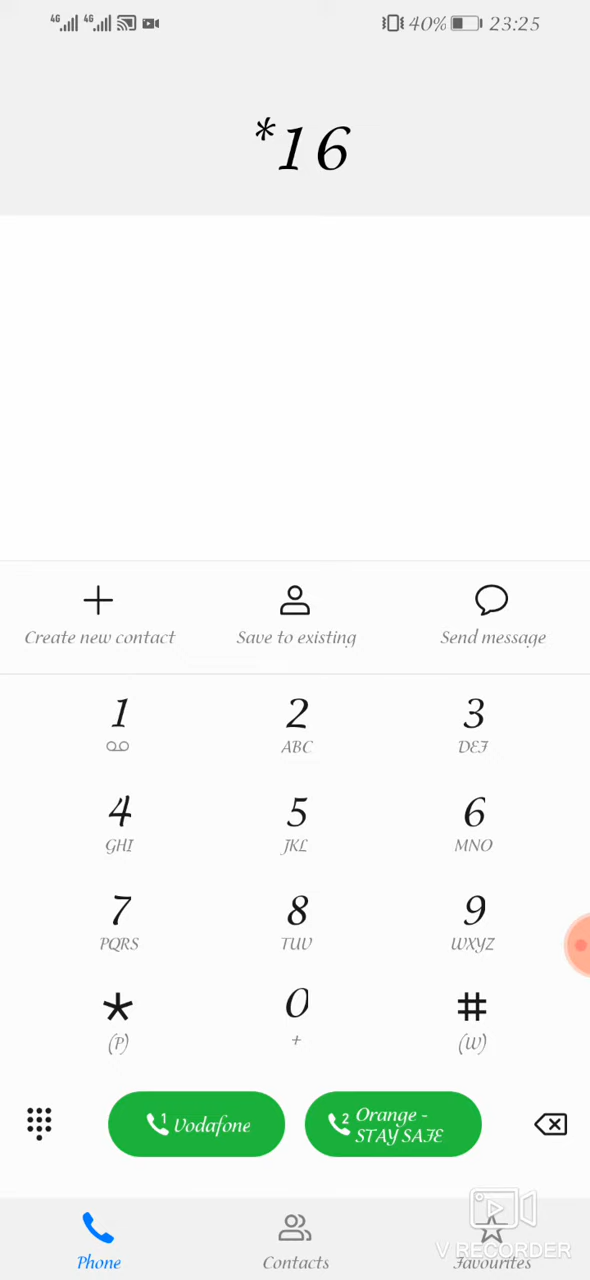 4G 4G 40% 23:25
*16
Create new contact Save to existing Send message
1 2 3
ABC DEF
4 5 6
GHI JKL MNO
7 8 9
PQRS TUV WXYZ
* 0 #
(P) + (W)
1 Vodafone 2 Orange -
STAY SAFE
Phone Contacts Favourites
V RECORDER